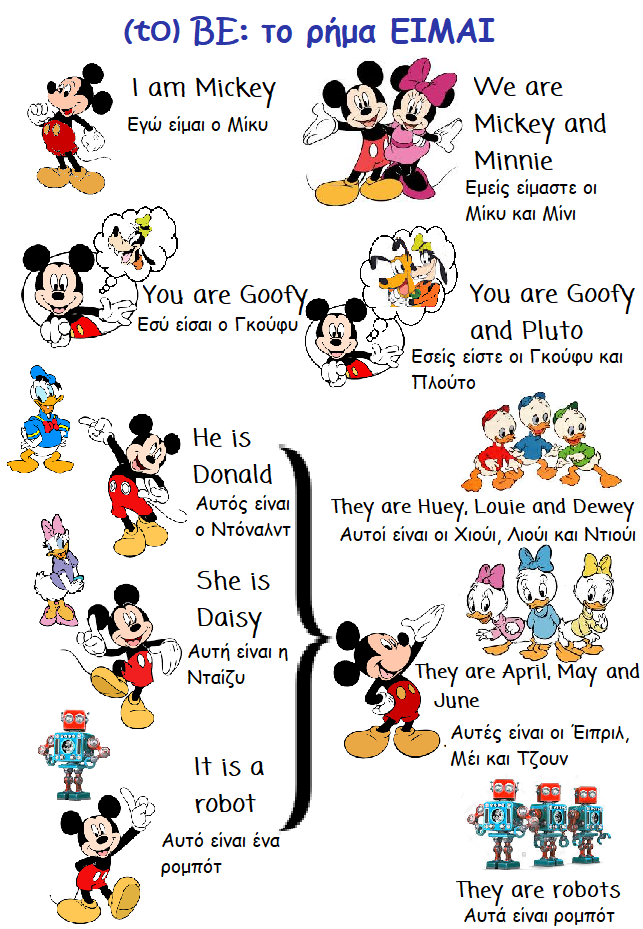 (to) BE: το ρήμα ΕΙΜΑΙ
I am Mickey
Εγώ είμαι ο Μίκυ
We are
Mickey and
Minnie
Εμείς είμαστε οι
Μίκυ και Μίνι
You are Goofy
Εσύ είσαι ο Γκούφυ
You are Goofy
and Pluto
Εσείς είστε οι Γκούφυ και
Πλούτο
He is
Donald
Αυτός είναι
ο Ντόναλντ
They are Huey, Louie and Dewey
Αυτοί είναι οι Χιούι, Λιούι και Ντιούι
She is
Daisy
Αυτή είναι η
Νταίζυ
They are April, May and
June
Αυτές είναι οι Έιπριλ,
Μέι και Τζουν
It is a
robot
Αυτό είναι ένα
ρομπότ
They are robots
Αυτά είναι ρομπότ